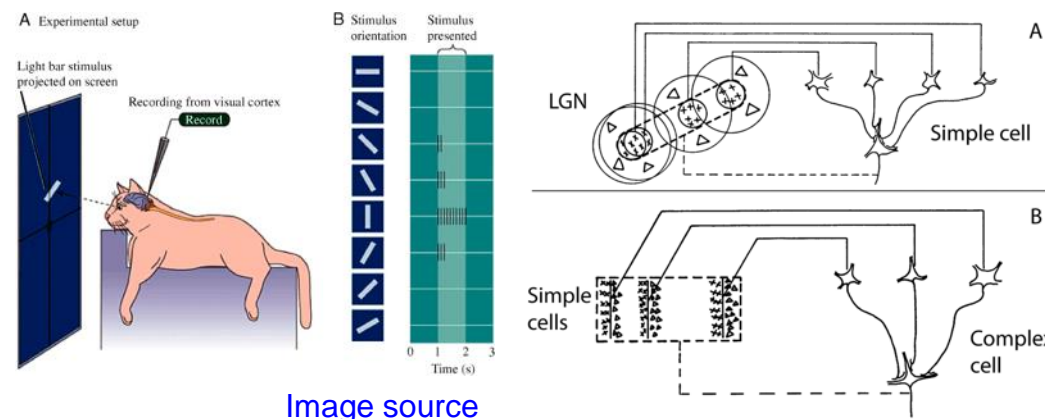 A Experimental setup
Light bar stimulus
projected on screen
Recording from visual cortex
Record
B Stimulus
orientation
Stimulus
presented
0 1 2 3
Time (s)
Image source
A
LGN
Simple cell
B
Simple
cells
Complex
cell